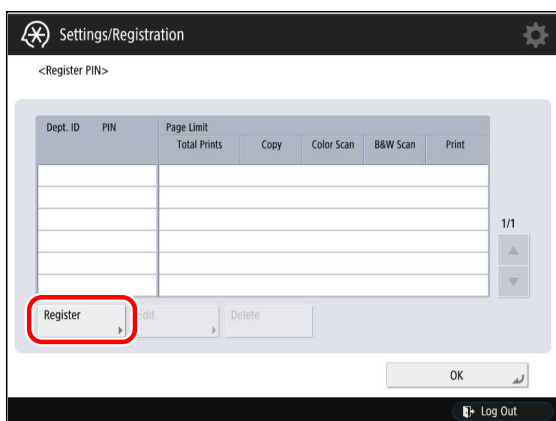 Settings/Registration
<Register PIN>
Dept. ID PIN Page Limit
Total Prints Copy Color Scan B&W Scan Print
1/1
Register Edit Delete
OK
Log Out